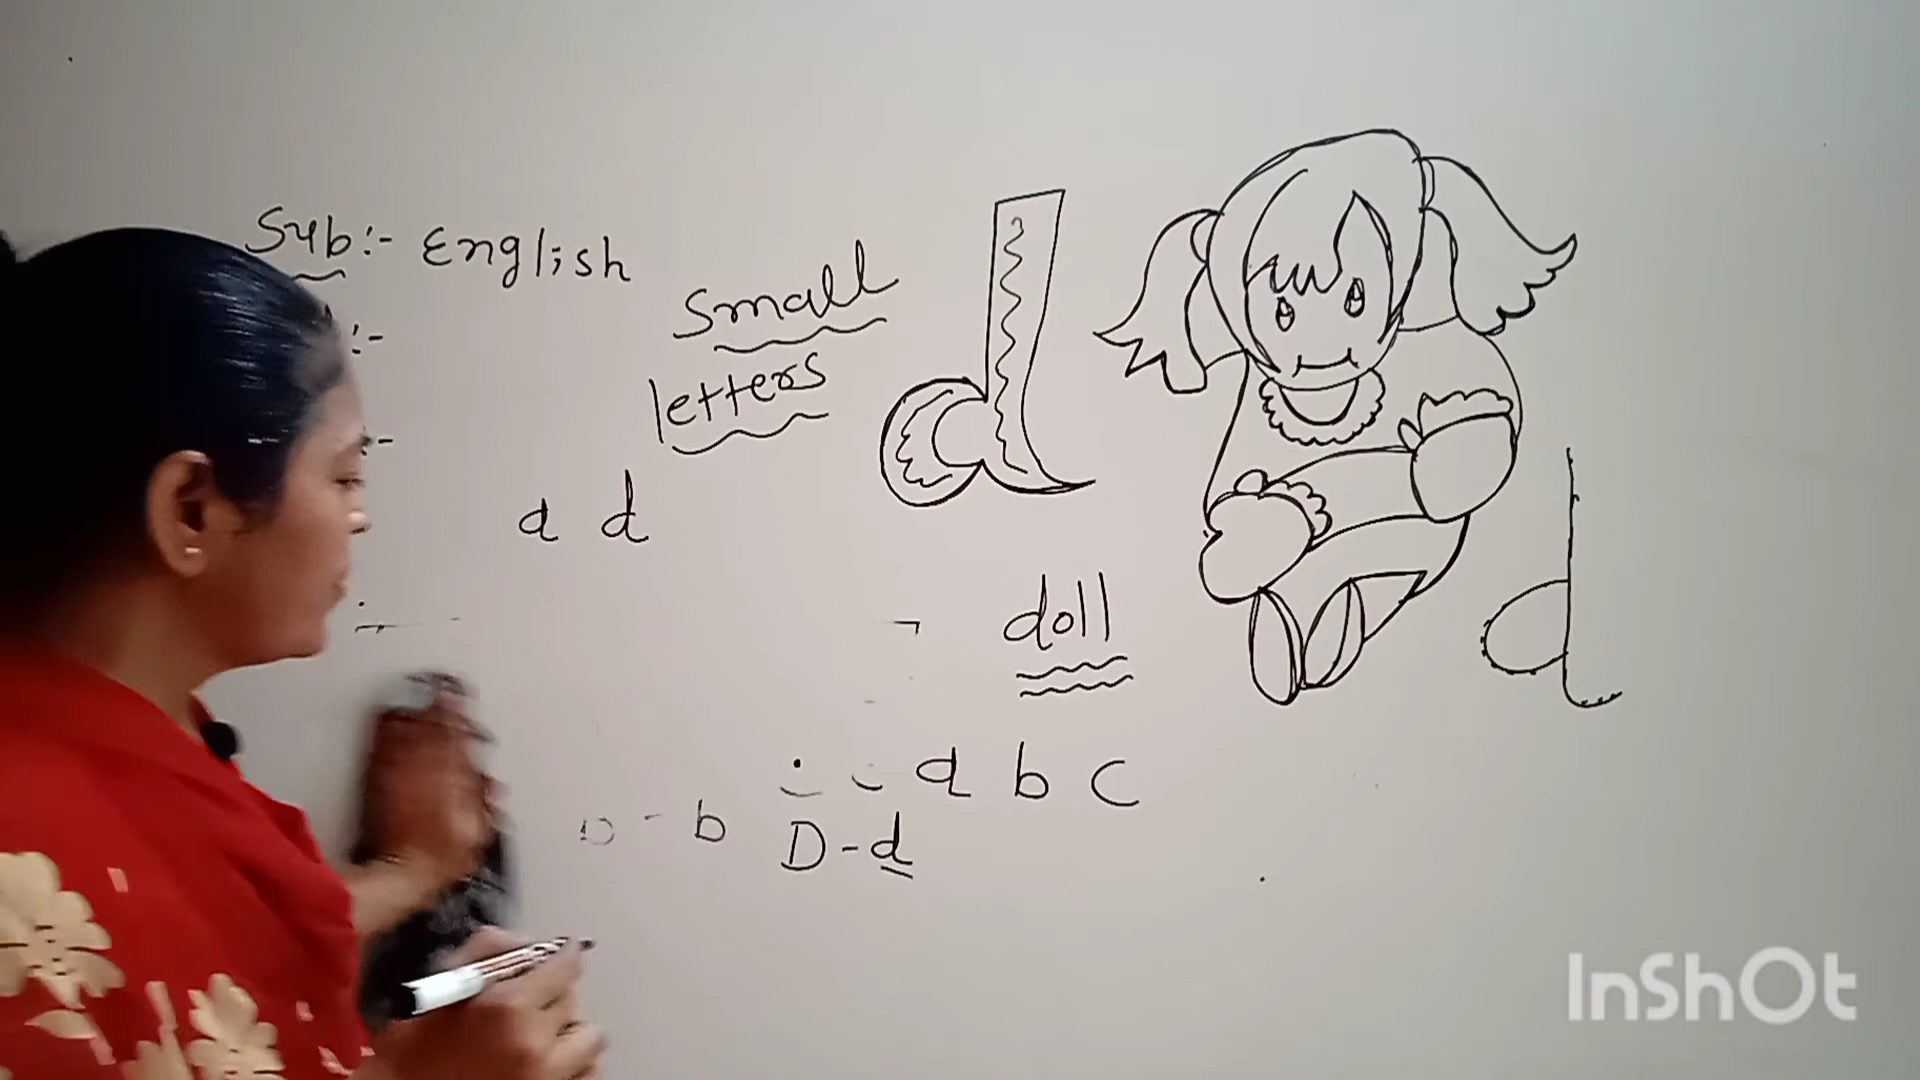 Sub:- English
small
letters
a d
doll
a b c
b
D-d
d
d
InShOt